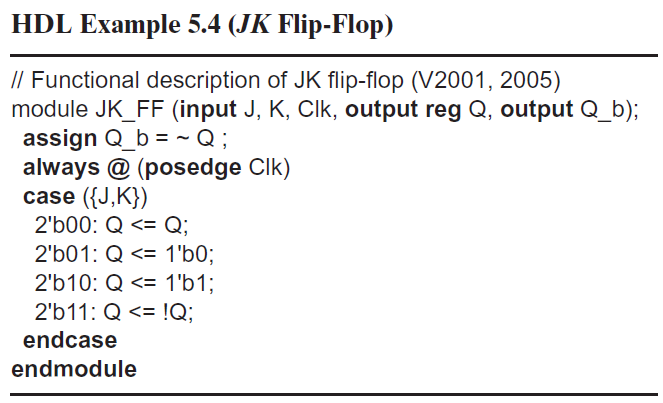 HDL Example 5.4 (JK Flip-Flop)
// Functional description of JK flip-flop (V2001, 2005)
module JK_FF (input J, K, Clk, output reg Q, output Q_b);
assign Q_b = ~ Q ;
always @ (posedge Clk)
case ({J,K})
2'b00: Q <= Q;
2'b01: Q <= 1'b0;
2'b10: Q <= 1'b1;
2'b11: Q <= !Q;
endcase
endmodule